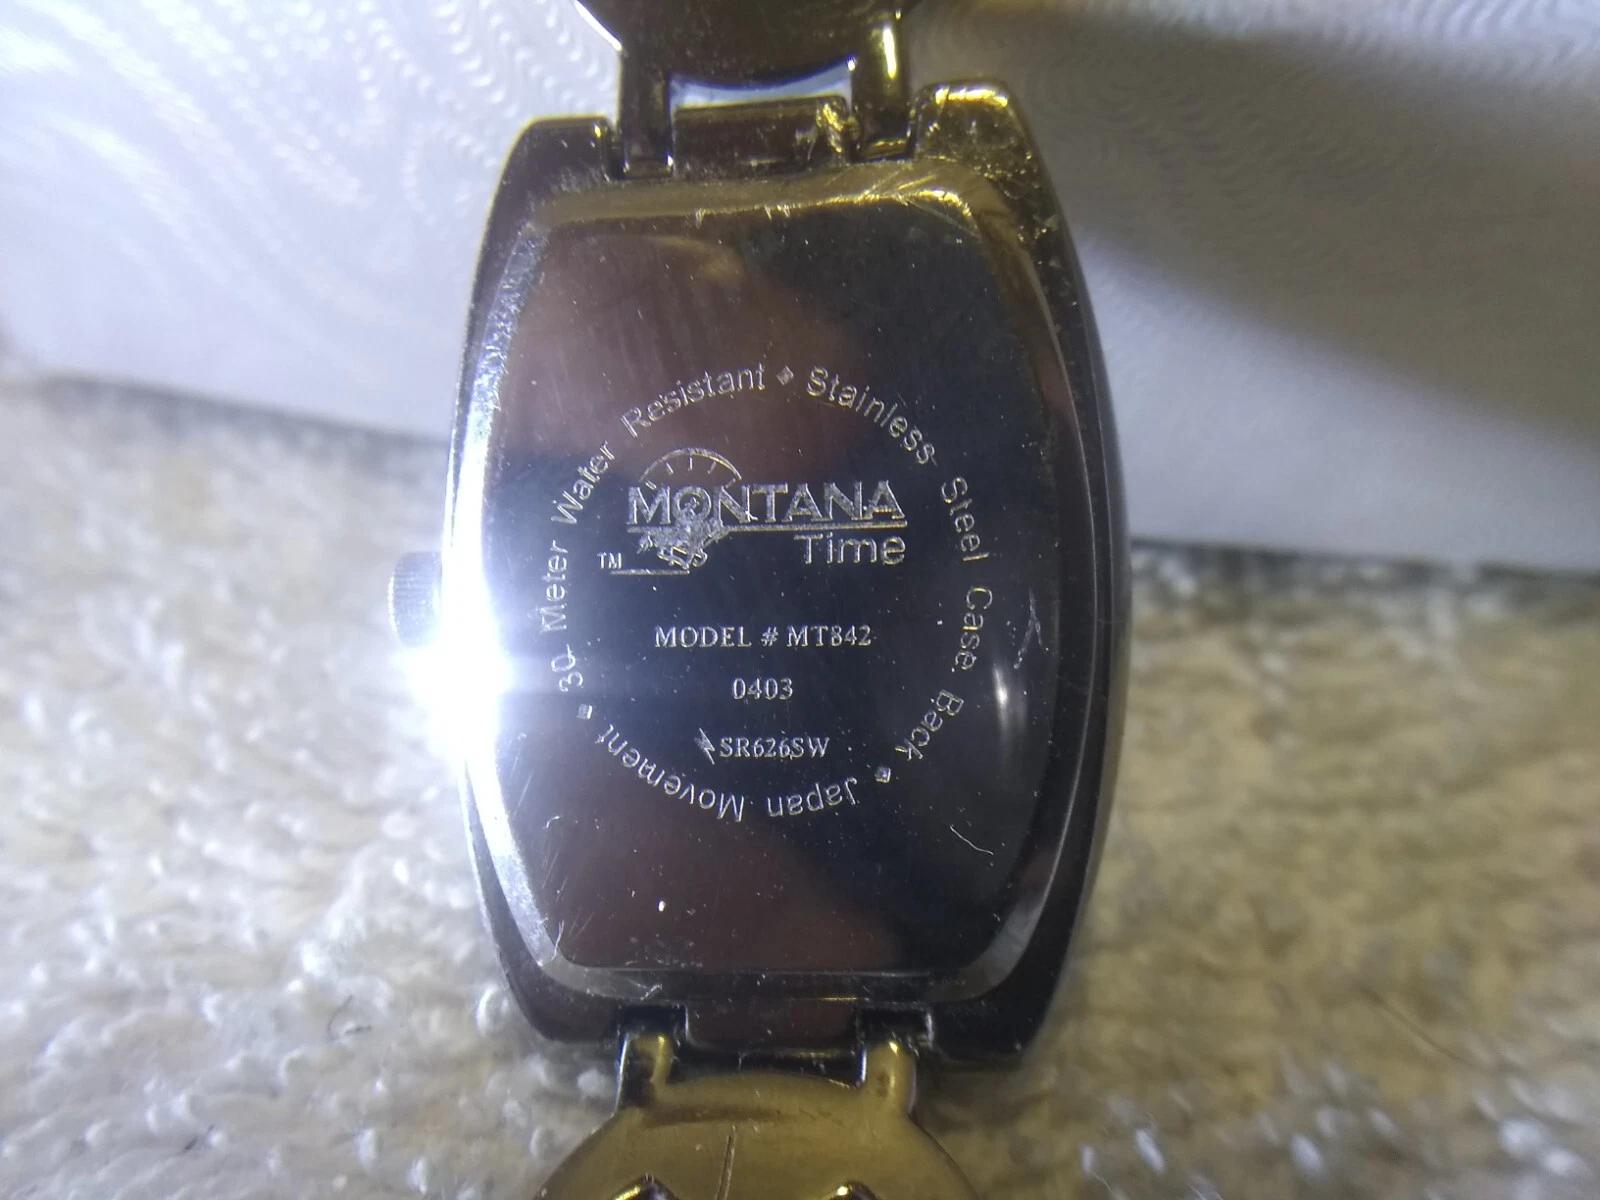 30 Meter Water Resistant • Stainless Steel Case Back • Japan Movement •
MONTANA
Time
TM
MODEL # MT842
0403
SR626SW